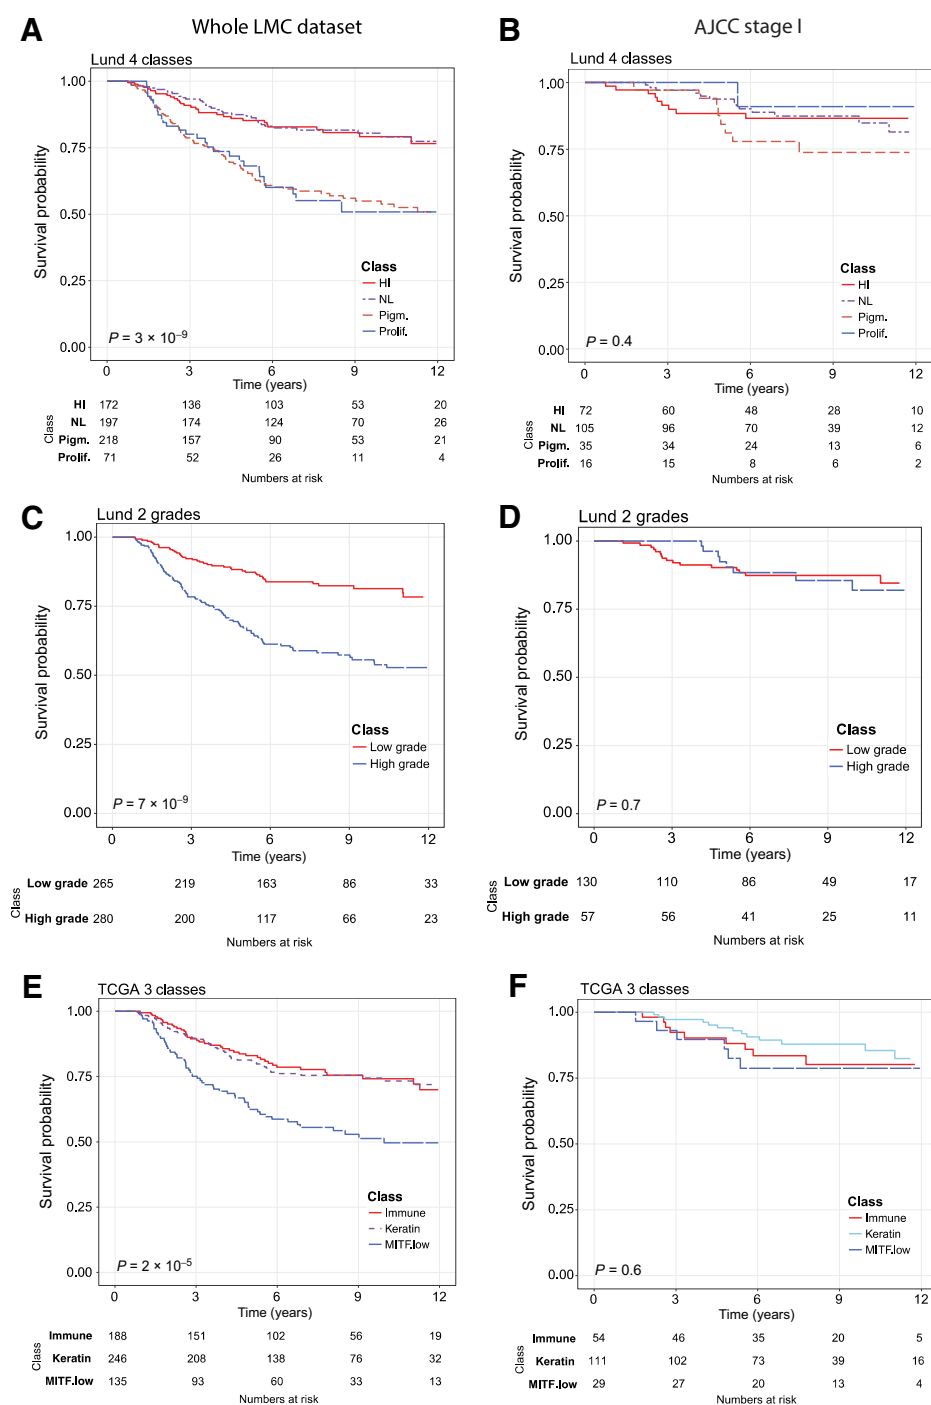 A Whole LMC dataset
Lund 4 classes
Survival probability
1.00
0.75
0.50
0.25
0.00
Class
HI
NL
Pigm.
Prolif.
P = 3 × 10⁻⁹
0 3 6 9 12
Time (years)
Class
HI 172 136 103 53 20
NL 197 174 124 70 26
Pigm. 218 157 90 53 21
Prolif. 71 52 26 11 4
Numbers at risk
B AJCC stage I
Lund 4 classes
Survival probability
1.00
0.75
0.50
0.25
0.00
Class
HI
NL
Pigm.
Prolif.
P = 0.4
0 3 6 9 12
Time (years)
Class
HI 72 60 48 28 10
NL 105 96 70 39 12
Pigm. 35 34 24 13 6
Prolif. 16 15 8 6 2
Numbers at risk
C Lund 2 grades
Survival probability
1.00
0.75
0.50
0.25
0.00
Class
Low grade
High grade
P = 7 × 10⁻⁹
0 3 6 9 12
Time (years)
Class
Low grade 265 219 163 86 33
High grade 280 200 117 66 23
Numbers at risk
D Lund 2 grades
Survival probability
1.00
0.75
0.50
0.25
0.00
Class
Low grade
High grade
P = 0.7
0 3 6 9 12
Time (years)
Class
Low grade 130 110 86 49 17
High grade 57 56 41 25 11
Numbers at risk
E TCGA 3 classes
Survival probability
1.00
0.75
0.50
0.25
0.00
Class
Immune
Keratin
MITF.low
P = 2 × 10⁻⁵
0 3 6 9 12
Time (years)
Class
Immune 188 151 102 56 19
Keratin 246 208 138 76 32
MITF.low 135 93 60 33 13
Numbers at risk
F TCGA 3 classes
Survival probability
1.00
0.75
0.50
0.25
0.00
Class
Immune
Keratin
MITF.low
P = 0.6
0 3 6 9 12
Time (years)
Class
Immune 54 46 35 20 5
Keratin 111 102 73 39 16
MITF.low 29 27 20 13 4
Numbers at risk